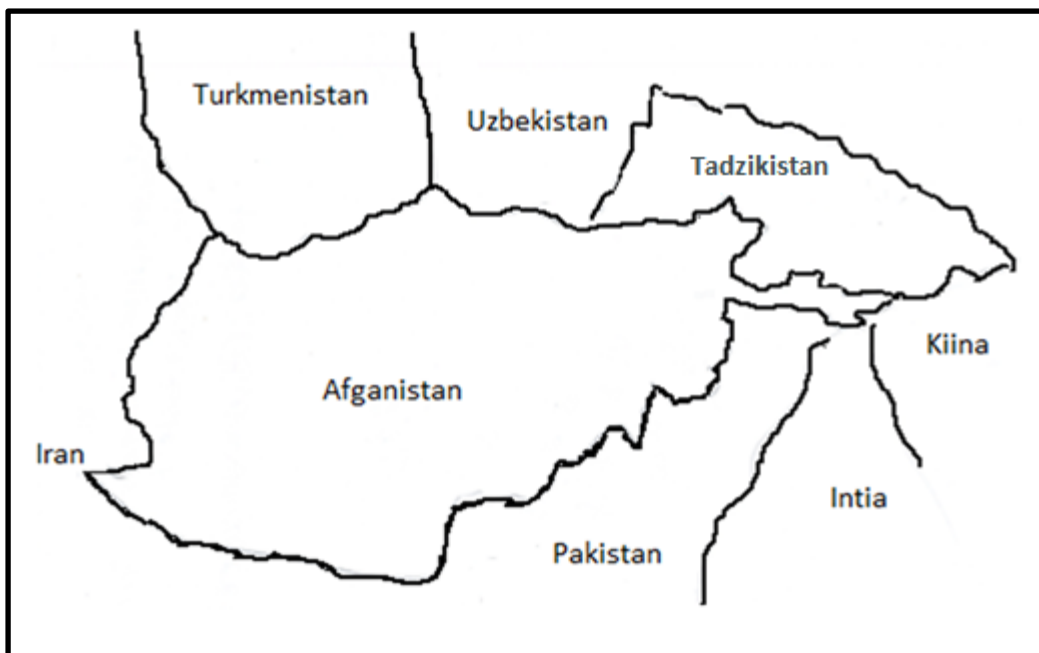 Turkmenistan
Uzbekistan
Tadzikistan
Kiina
Afganistan
Iran
Intia
Pakistan